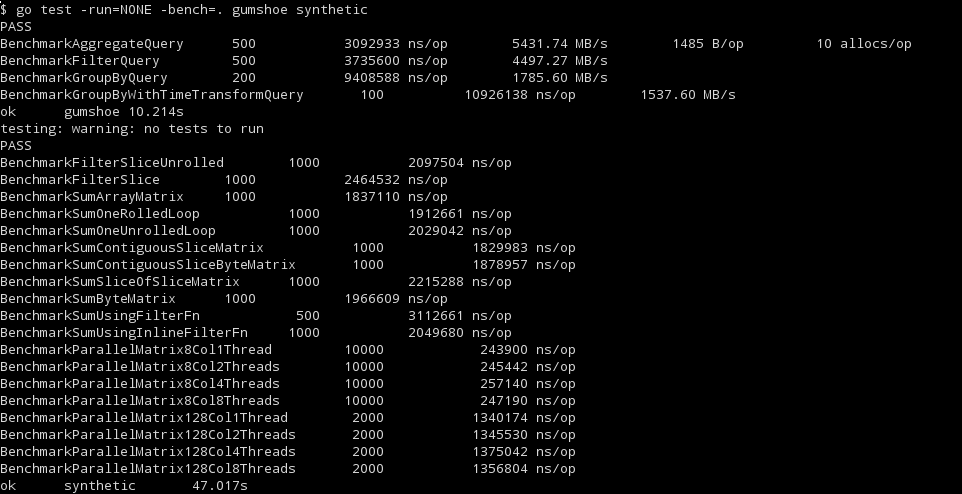 $ go test -run=NONE -bench=. gumshoe synthetic
PASS
BenchmarkAggregateQuery 500 3092933 ns/op 5431.74 MB/s 1485 B/op 10 allocs/op
BenchmarkFilterQuery 500 3735600 ns/op 4497.27 MB/s
BenchmarkGroupByQuery 200 9408588 ns/op 1785.60 MB/s
BenchmarkGroupByWithTimeTransformQuery 100 10926138 ns/op 1537.60 MB/s
ok gumshoe 10.214s
testing: warning: no tests to run
PASS
BenchmarkFilterSliceUnrolled 1000 2097504 ns/op
BenchmarkFilterSlice 1000 2464532 ns/op
BenchmarkSumArrayMatrix 1000 1837110 ns/op
BenchmarkSumOneRolledLoop 1000 1912661 ns/op
BenchmarkSumOneUnrolledLoop 1000 2029042 ns/op
BenchmarkSumContiguousSliceMatrix 1000 1829983 ns/op
BenchmarkSumContiguousSliceByteMatrix 1000 1878957 ns/op
BenchmarkSumSliceOfSliceMatrix 1000 2215288 ns/op
BenchmarkSumByteMatrix 1000 1966609 ns/op
BenchmarkSumUsingFilterFn 500 3112661 ns/op
BenchmarkSumUsingInlineFilterFn 1000 2049680 ns/op
BenchmarkParallelMatrix8Col1Thread 10000 243900 ns/op
BenchmarkParallelMatrix8Col2Threads 10000 245442 ns/op
BenchmarkParallelMatrix8Col4Threads 10000 257140 ns/op
BenchmarkParallelMatrix8Col8Threads 10000 247190 ns/op
BenchmarkParallelMatrix128Col1Thread 2000 1340174 ns/op
BenchmarkParallelMatrix128Col2Threads 2000 1345530 ns/op
BenchmarkParallelMatrix128Col4Threads 2000 1375042 ns/op
BenchmarkParallelMatrix128Col8Threads 2000 1356804 ns/op
ok synthetic 47.017s